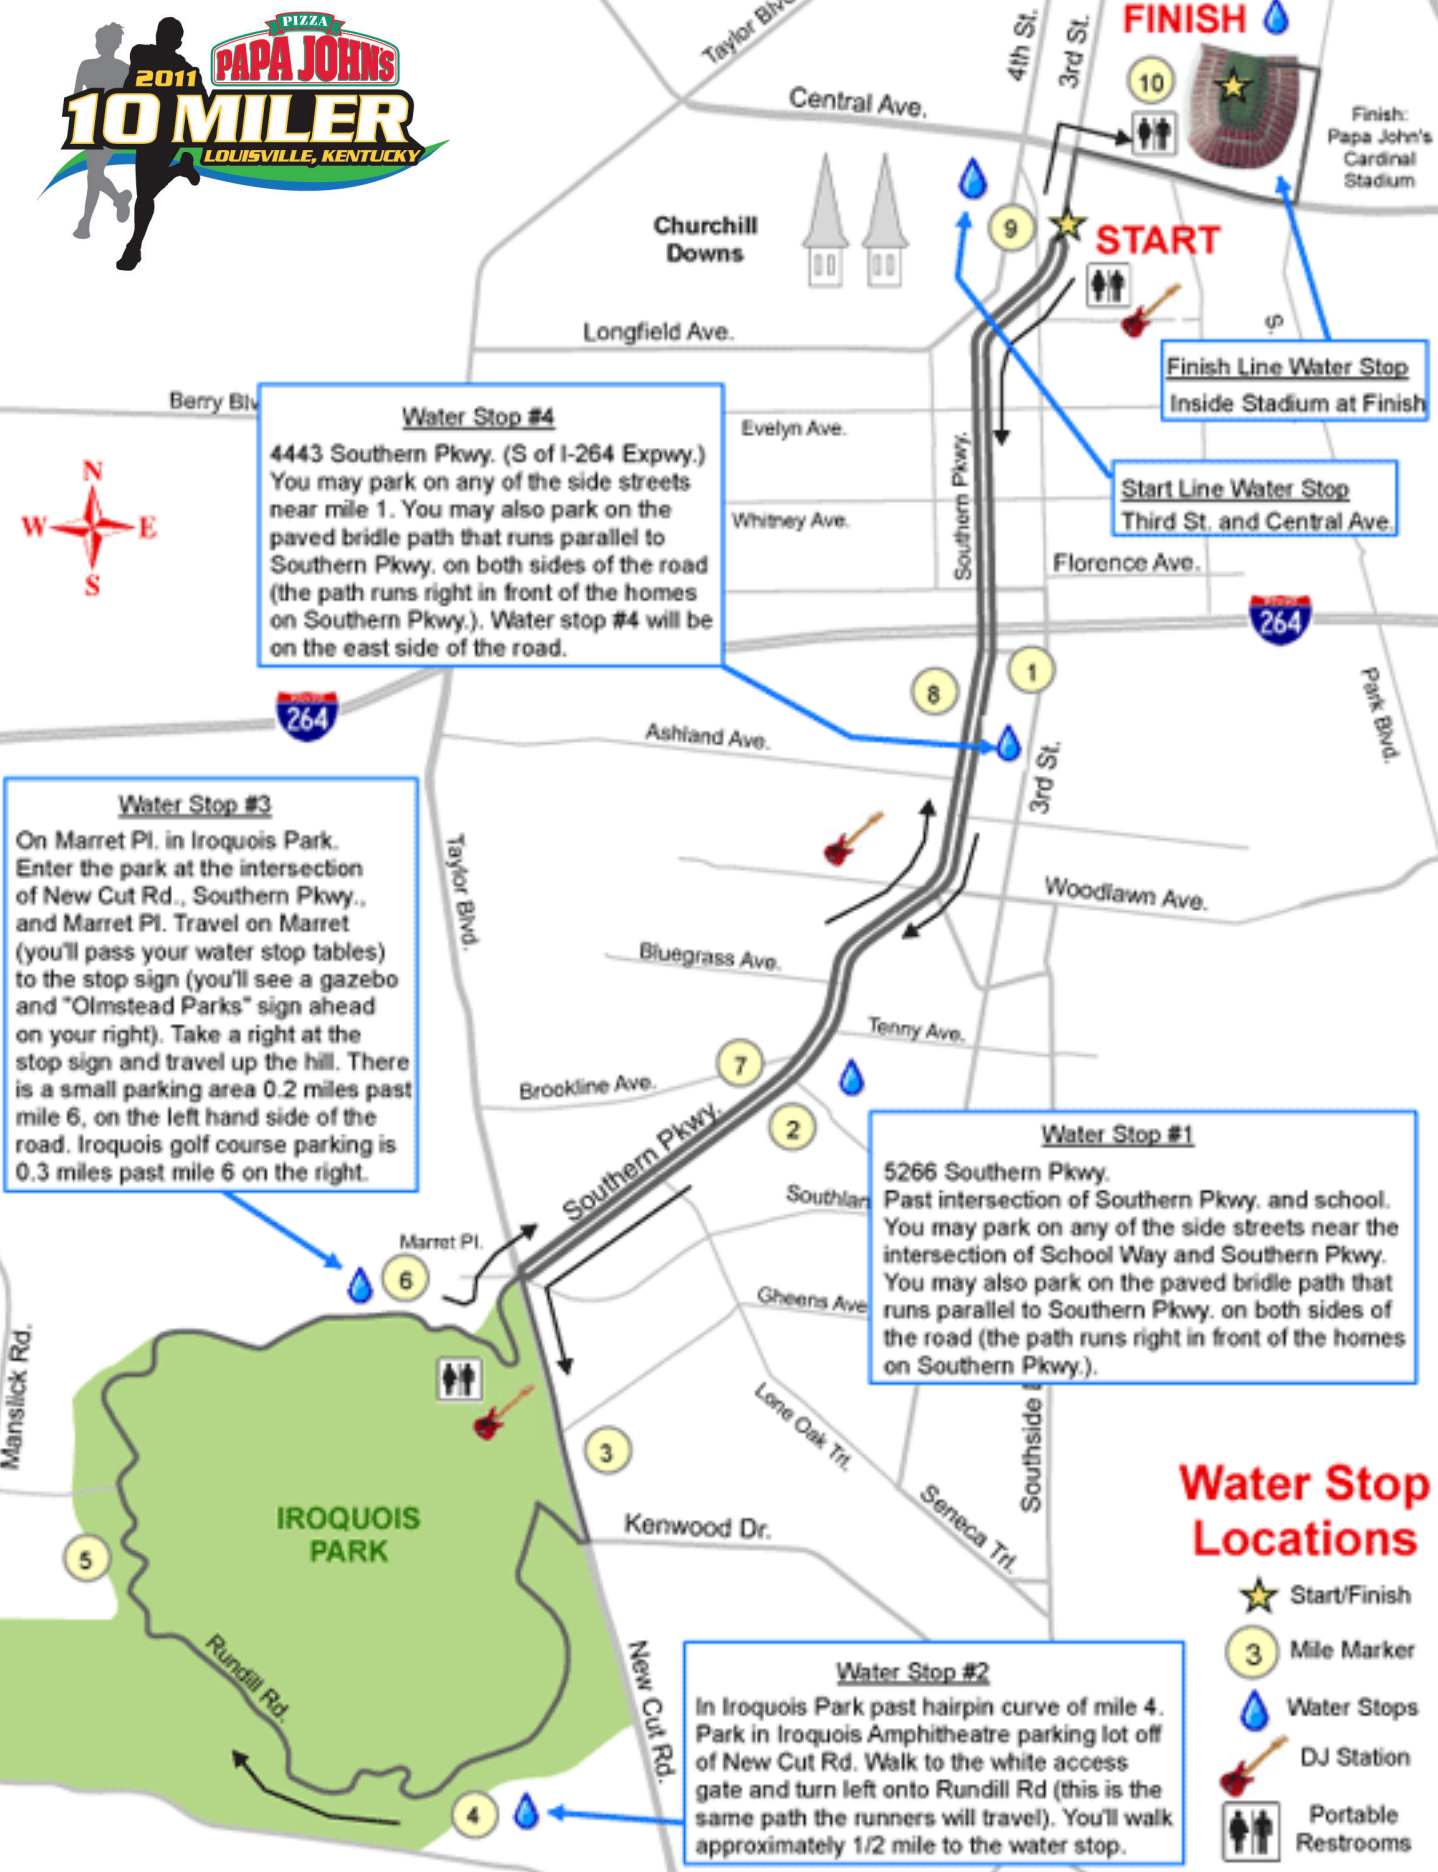 PIZZA
PAPA JOHN'S
2011
10 MILER
LOUISVILLE, KENTUCKY
Taylor Blvd
4th St.
3rd St.
FINISH
10
Central Ave.
Finish:
Papa John's
Cardinal
Stadium
Churchill
Downs
9
START
Longfield Ave.
S.
Finish Line Water Stop
Inside Stadium at Finish
Berry Blv
Evelyn Ave.
Southern Pkwy.
Start Line Water Stop
Third St. and Central Ave.
Whitney Ave.
Florence Ave.
N
W
E
S
Water Stop #4
4443 Southern Pkwy. (S of I-264 Expwy.)
You may park on any of the side streets
near mile 1. You may also park on the
paved bridle path that runs parallel to
Southern Pkwy. on both sides of the road
(the path runs right in front of the homes
on Southern Pkwy.). Water stop #4 will be
on the east side of the road.
264
264
8
1
Park Blvd.
Ashland Ave.
3rd St.
Water Stop #3
On Marret Pl. in Iroquois Park.
Enter the park at the intersection
of New Cut Rd., Southern Pkwy.,
and Marret Pl. Travel on Marret
(you'll pass your water stop tables)
to the stop sign (you'll see a gazebo
and "Olmstead Parks" sign ahead
on your right). Take a right at the
stop sign and travel up the hill. There
is a small parking area 0.2 miles past
mile 6, on the left hand side of the
road. Iroquois golf course parking is
0.3 miles past mile 6 on the right.
Taylor Blvd.
Woodlawn Ave.
Bluegrass Ave.
Tenny Ave.
7
Brookline Ave.
2
Southern Pkwy.
Water Stop #1
5266 Southern Pkwy.
Past intersection of Southern Pkwy. and school.
You may park on any of the side streets near the
intersection of School Way and Southern Pkwy.
You may also park on the paved bridle path that
runs parallel to Southern Pkwy. on both sides of
the road (the path runs right in front of the homes
on Southern Pkwy.).
Southlan
Marret Pl.
6
Gheens Ave
Manslick Rd.
Lone Oak Trl.
Southside
3
Seneca Trl.
Kenwood Dr.
IROQUOIS
PARK
5
Rundill Rd.
New Cut Rd.
4
Water Stop #2
In Iroquois Park past hairpin curve of mile 4.
Park in Iroquois Amphitheatre parking lot off
of New Cut Rd. Walk to the white access
gate and turn left onto Rundill Rd (this is the
same path the runners will travel). You'll walk
approximately 1/2 mile to the water stop.
Water Stop
Locations
Start/Finish
3
Mile Marker
Water Stops
DJ Station
Portable
Restrooms